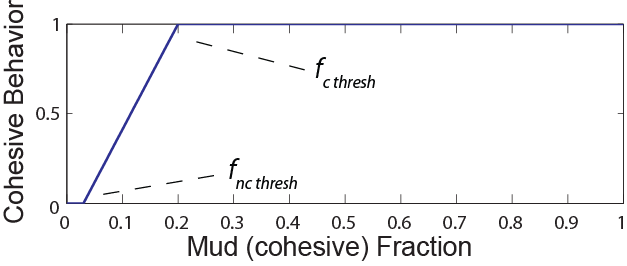 Cohesive Behavior
1
0.5
0
f c thresh
f nc thresh
0 0.1 0.2 0.3 0.4 0.5 0.6 0.7 0.8 0.9 1
Mud (cohesive) Fraction